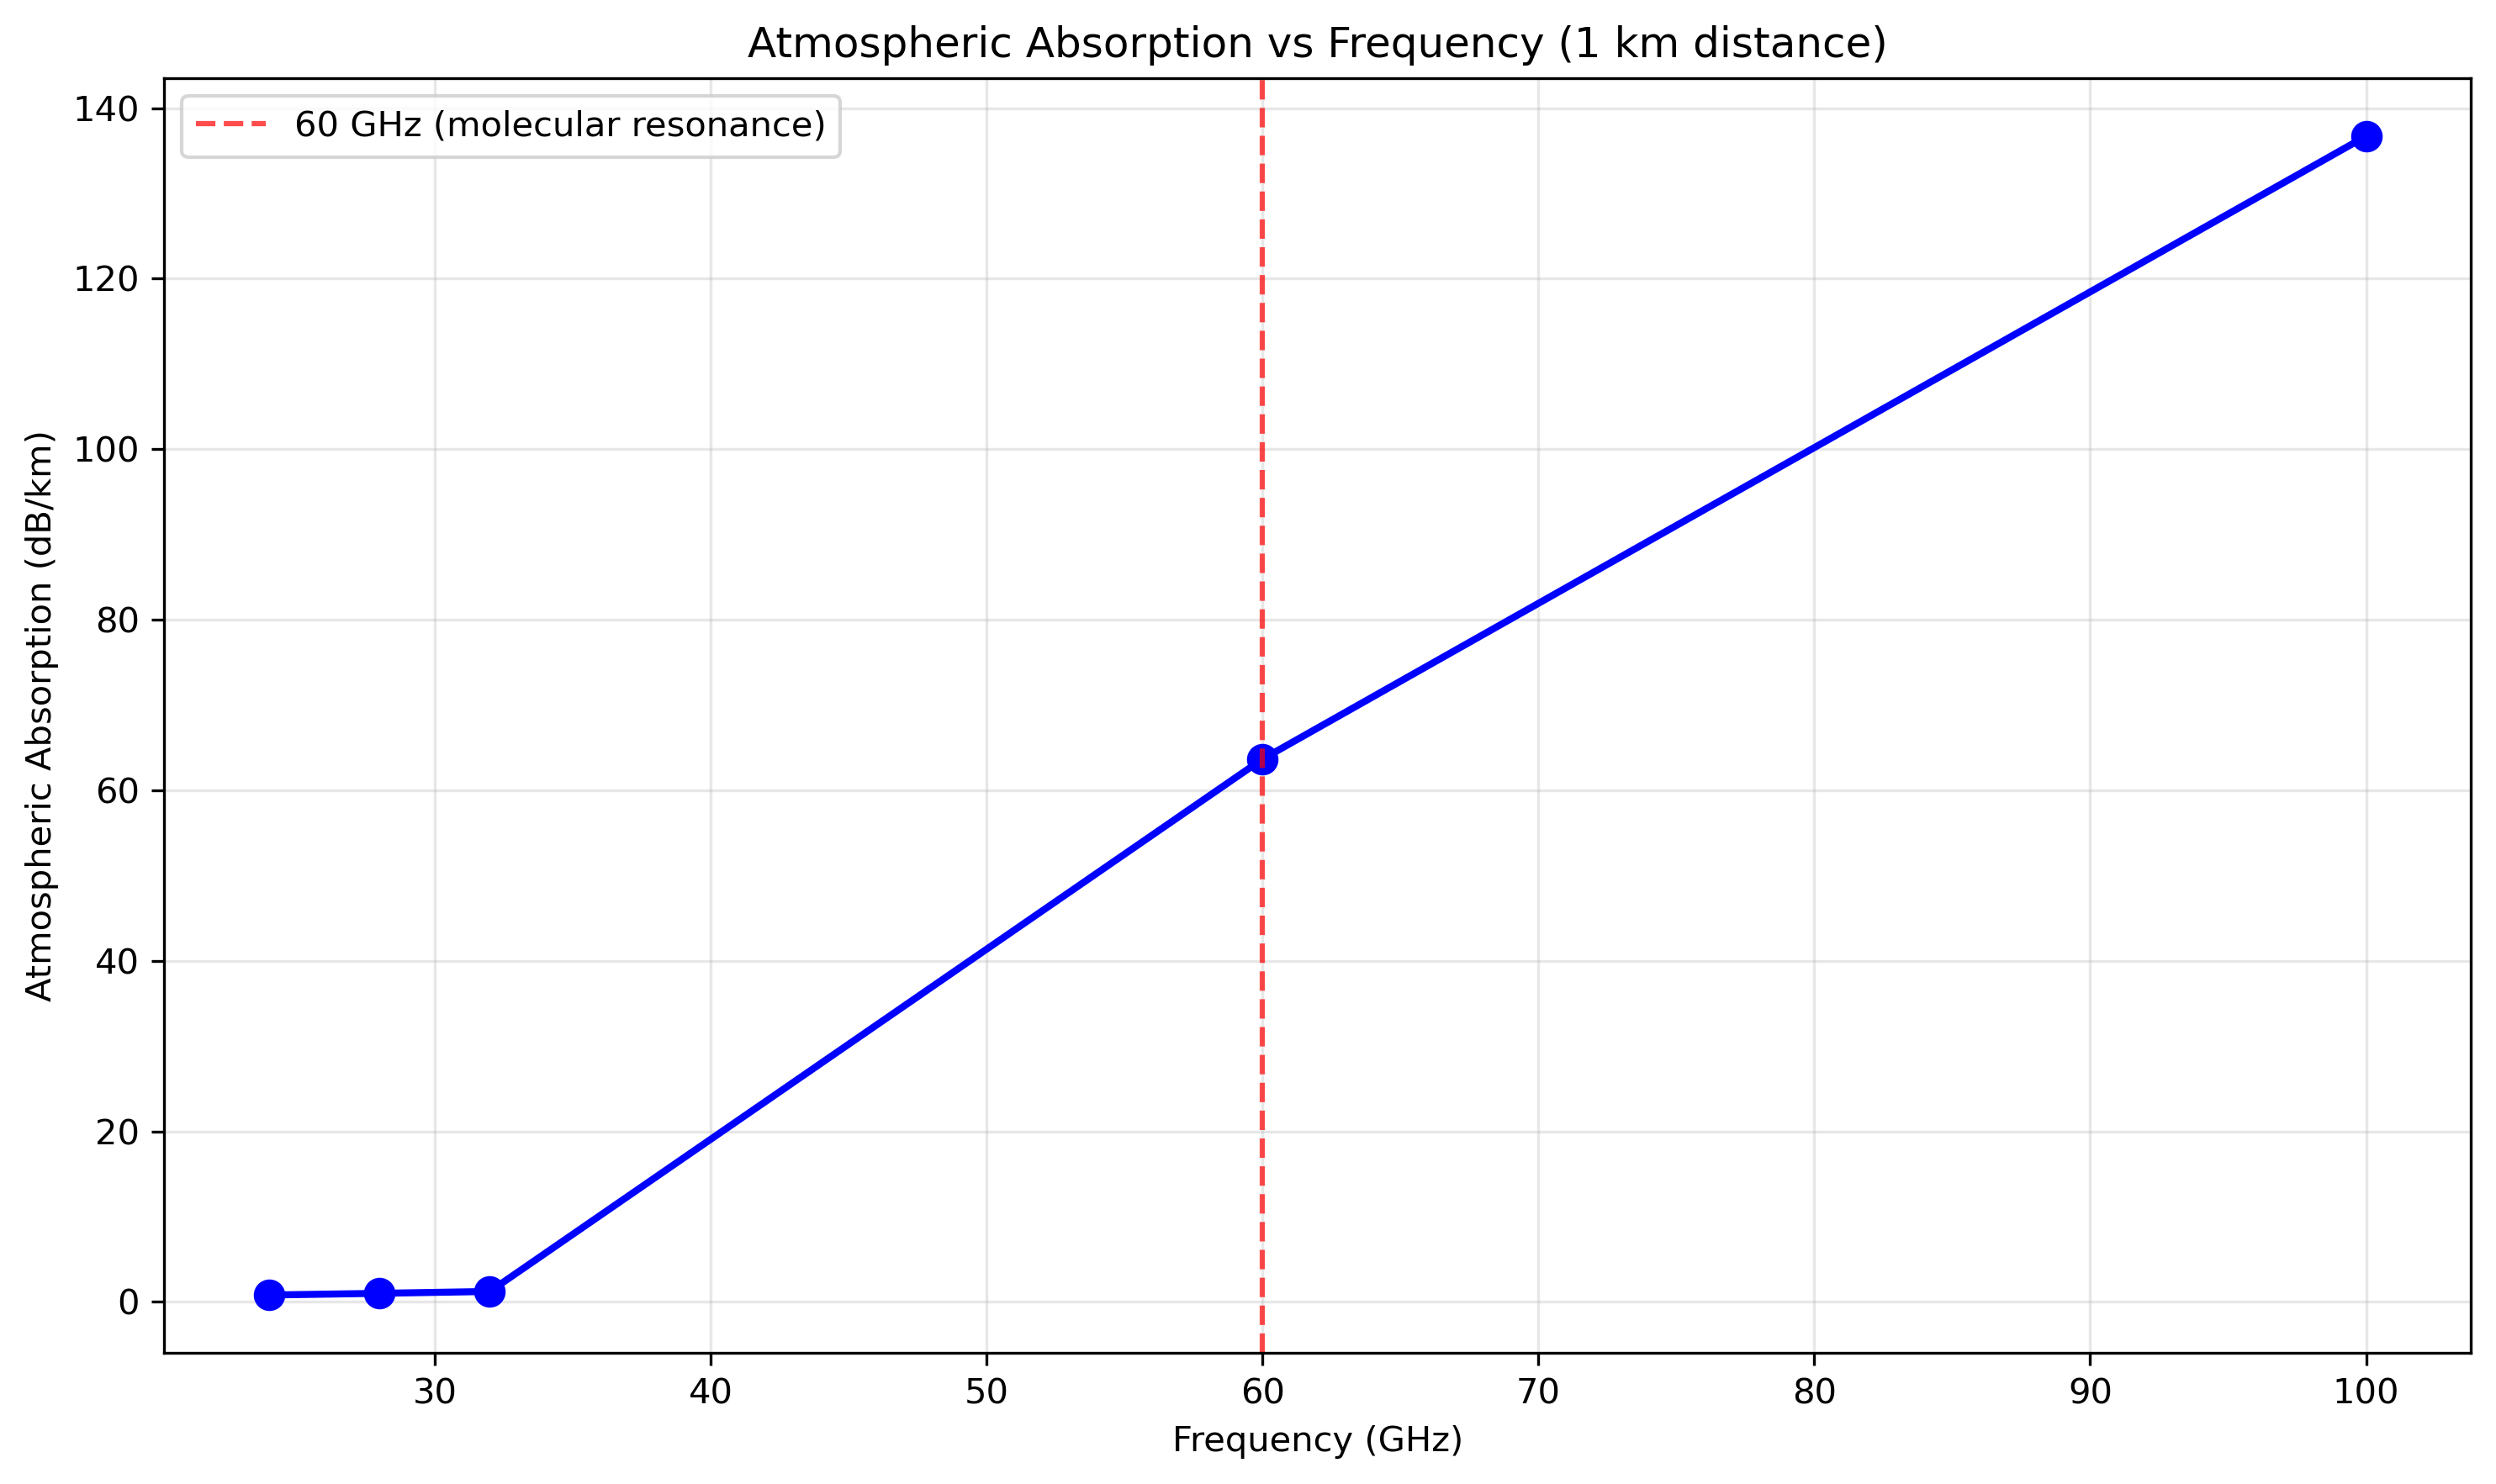 Atmospheric Absorption vs Frequency (1 km distance)
60 GHz (molecular resonance)
Atmospheric Absorption (dB/km)
140
120
100
80
60
40
20
0
30 40 50 60 70 80 90 100
Frequency (GHz)